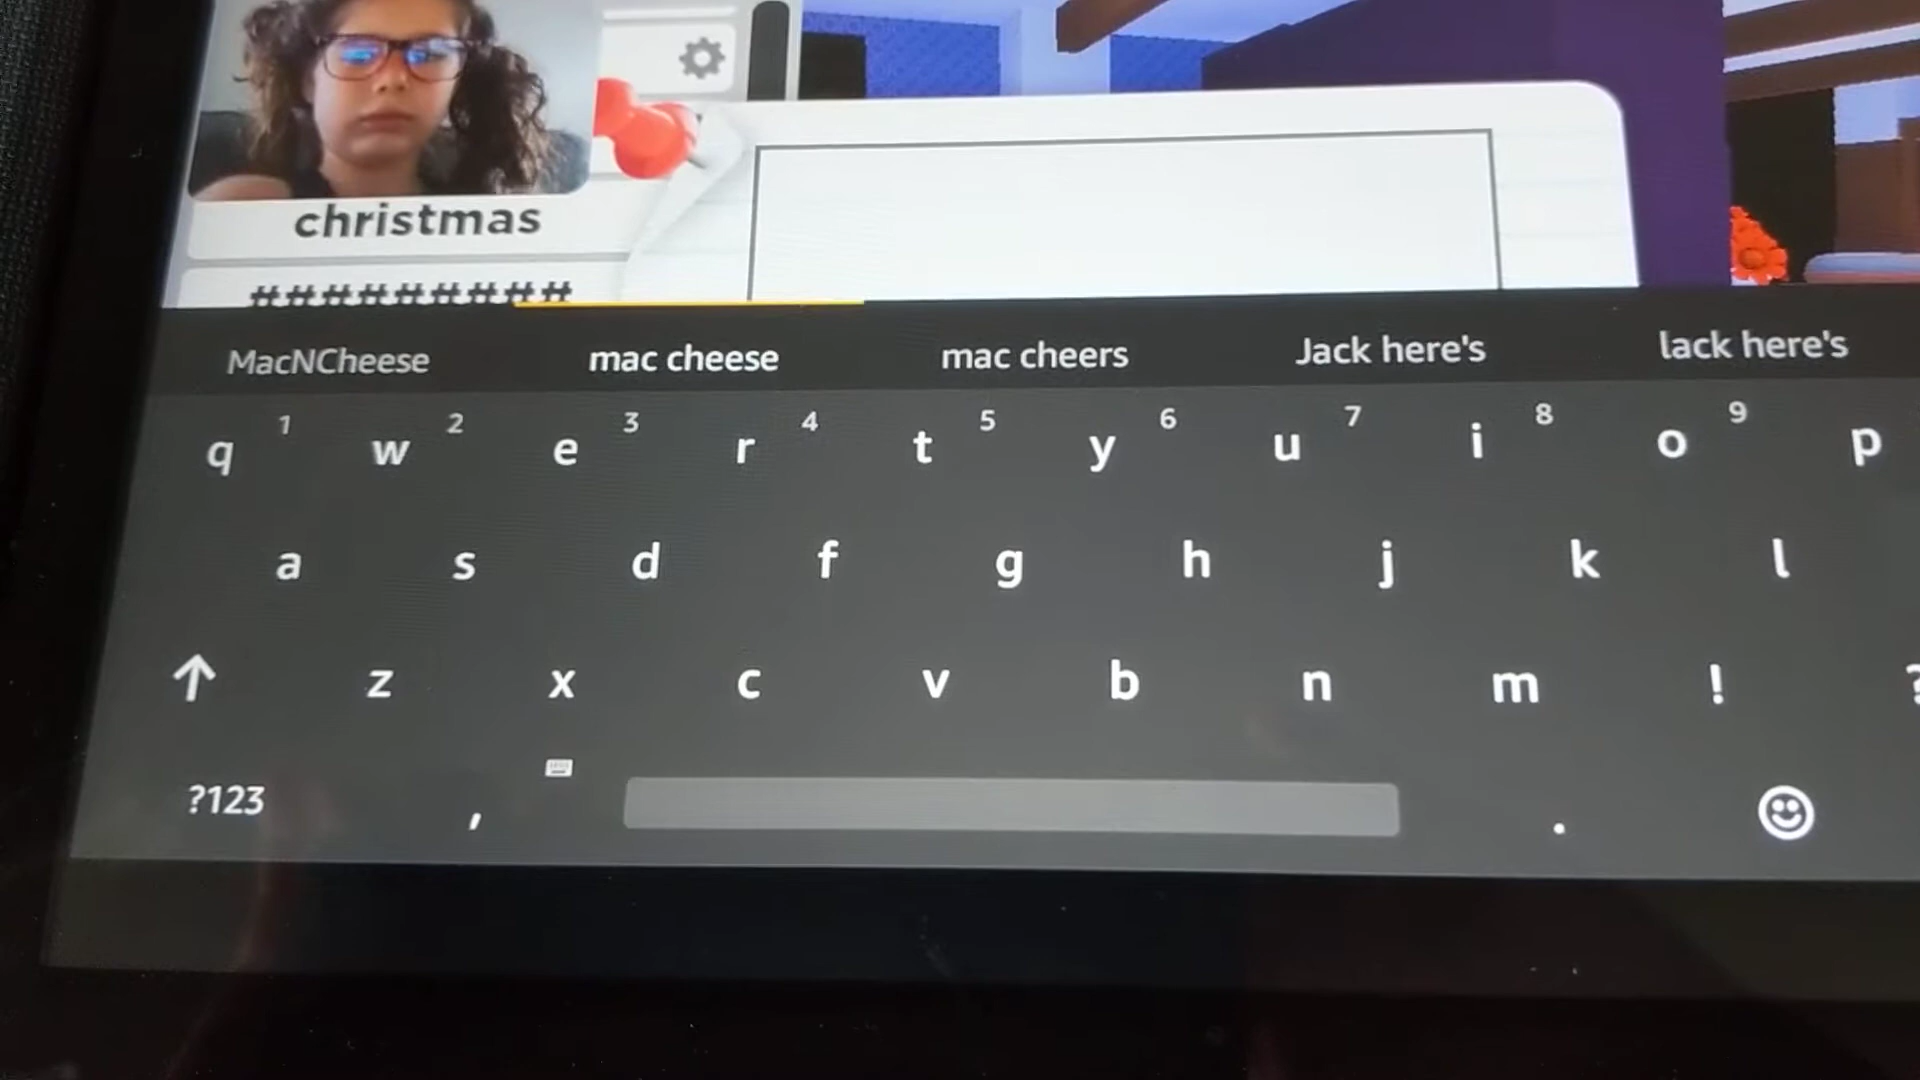 christmas
##########
MacNCheese mac cheese mac cheers Jack here's lack here's
1 2 3 4 5 6 7 8 9
q w e r t y u i o p
a s d f g h j k l
z x c v b n m ! ?
?123 , .